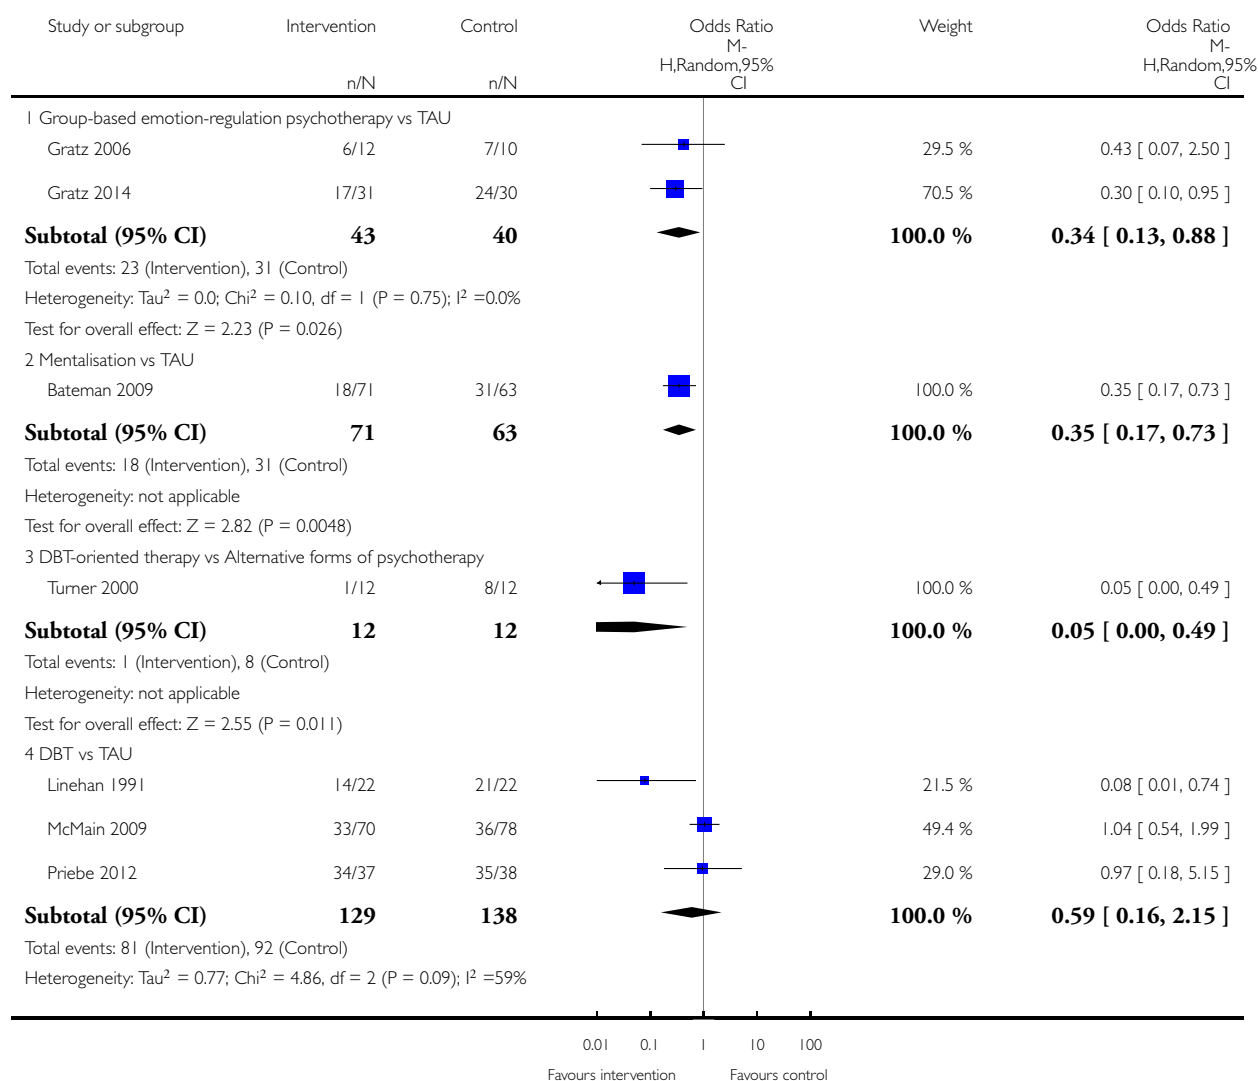 Study or subgroup Intervention Control Odds Ratio Weight Odds Ratio
M- M-
H,Random,95% H,Random,95%
n/N n/N CI CI
1 Group-based emotion-regulation psychotherapy vs TAU
Gratz 2006 6/12 7/10 29.5 % 0.43 [ 0.07, 2.50 ]
Gratz 2014 17/31 24/30 70.5 % 0.30 [ 0.10, 0.95 ]
Subtotal (95% CI) 43 40 100.0 % 0.34 [ 0.13, 0.88 ]
Total events: 23 (Intervention), 31 (Control)
Heterogeneity: Tau² = 0.0; Chi² = 0.10, df = 1 (P = 0.75); I² =0.0%
Test for overall effect: Z = 2.23 (P = 0.026)
2 Mentalisation vs TAU
Bateman 2009 18/71 31/63 100.0 % 0.35 [ 0.17, 0.73 ]
Subtotal (95% CI) 71 63 100.0 % 0.35 [ 0.17, 0.73 ]
Total events: 18 (Intervention), 31 (Control)
Heterogeneity: not applicable
Test for overall effect: Z = 2.82 (P = 0.0048)
3 DBT-oriented therapy vs Alternative forms of psychotherapy
Turner 2000 1/12 8/12 100.0 % 0.05 [ 0.00, 0.49 ]
Subtotal (95% CI) 12 12 100.0 % 0.05 [ 0.00, 0.49 ]
Total events: 1 (Intervention), 8 (Control)
Heterogeneity: not applicable
Test for overall effect: Z = 2.55 (P = 0.011)
4 DBT vs TAU
Linehan 1991 14/22 21/22 21.5 % 0.08 [ 0.01, 0.74 ]
McMain 2009 33/70 36/78 49.4 % 1.04 [ 0.54, 1.99 ]
Priebe 2012 34/37 35/38 29.0 % 0.97 [ 0.18, 5.15 ]
Subtotal (95% CI) 129 138 100.0 % 0.59 [ 0.16, 2.15 ]
Total events: 81 (Intervention), 92 (Control)
Heterogeneity: Tau² = 0.77; Chi² = 4.86, df = 2 (P = 0.09); I² =59%
0.01 0.1 1 10 100
Favours intervention Favours control